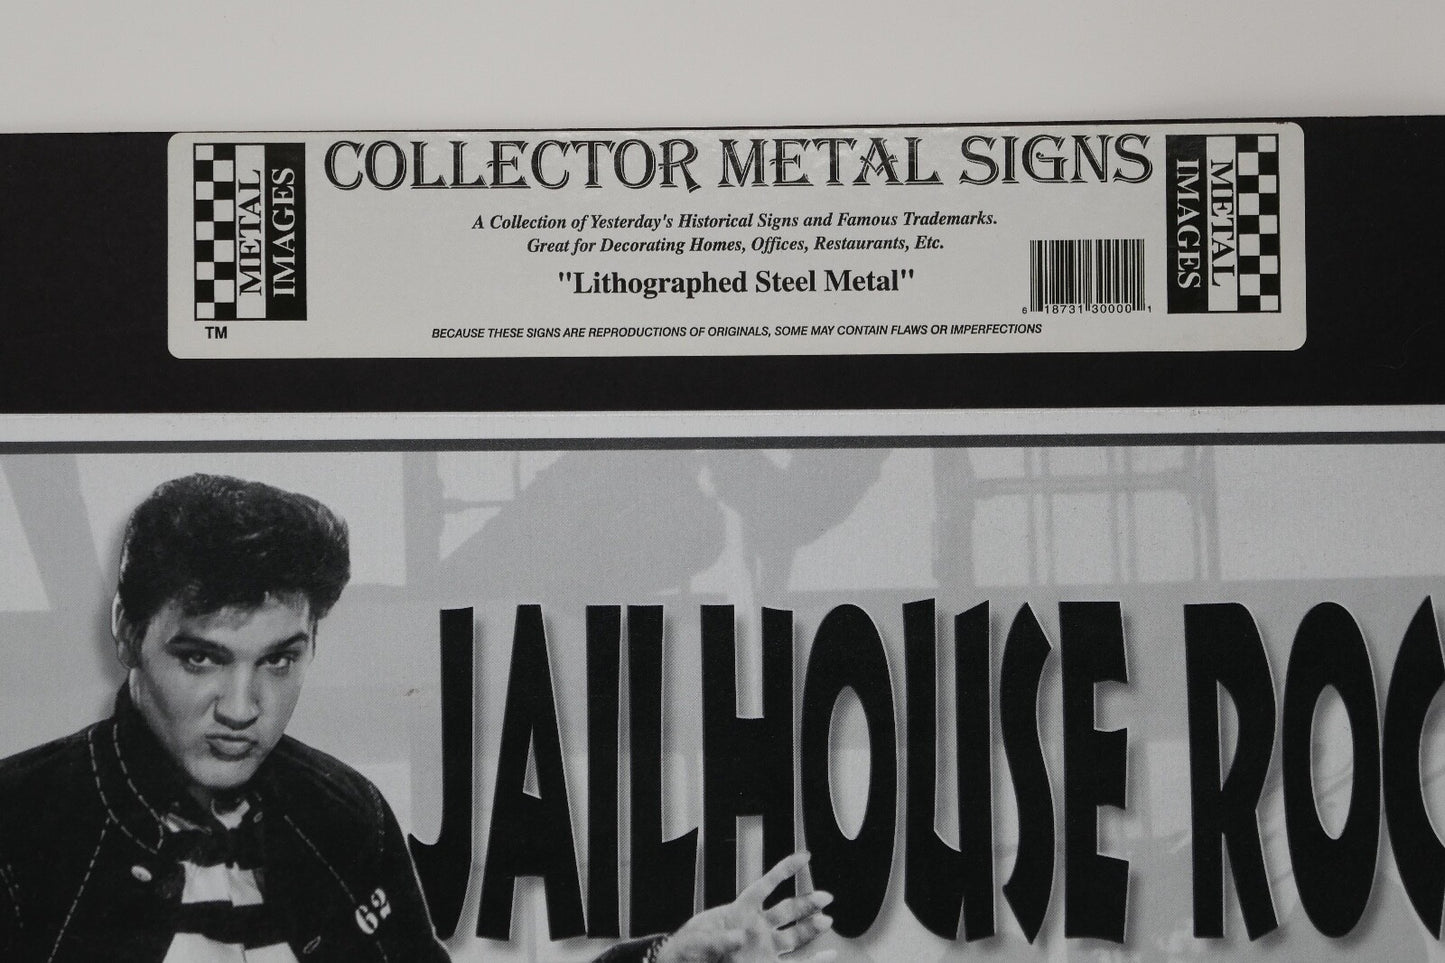 METAL IMAGES
TM
COLLECTOR METAL SIGNS
A Collection of Yesterday's Historical Signs and Famous Trademarks.
Great for Decorating Homes, Offices, Restaurants, Etc.
"Lithographed Steel Metal"
BECAUSE THESE SIGNS ARE REPRODUCTIONS OF ORIGINALS, SOME MAY CONTAIN FLAWS OR IMPERFECTIONS
6 18731 30000 1
METAL IMAGES
JAILHOUSE ROC
62